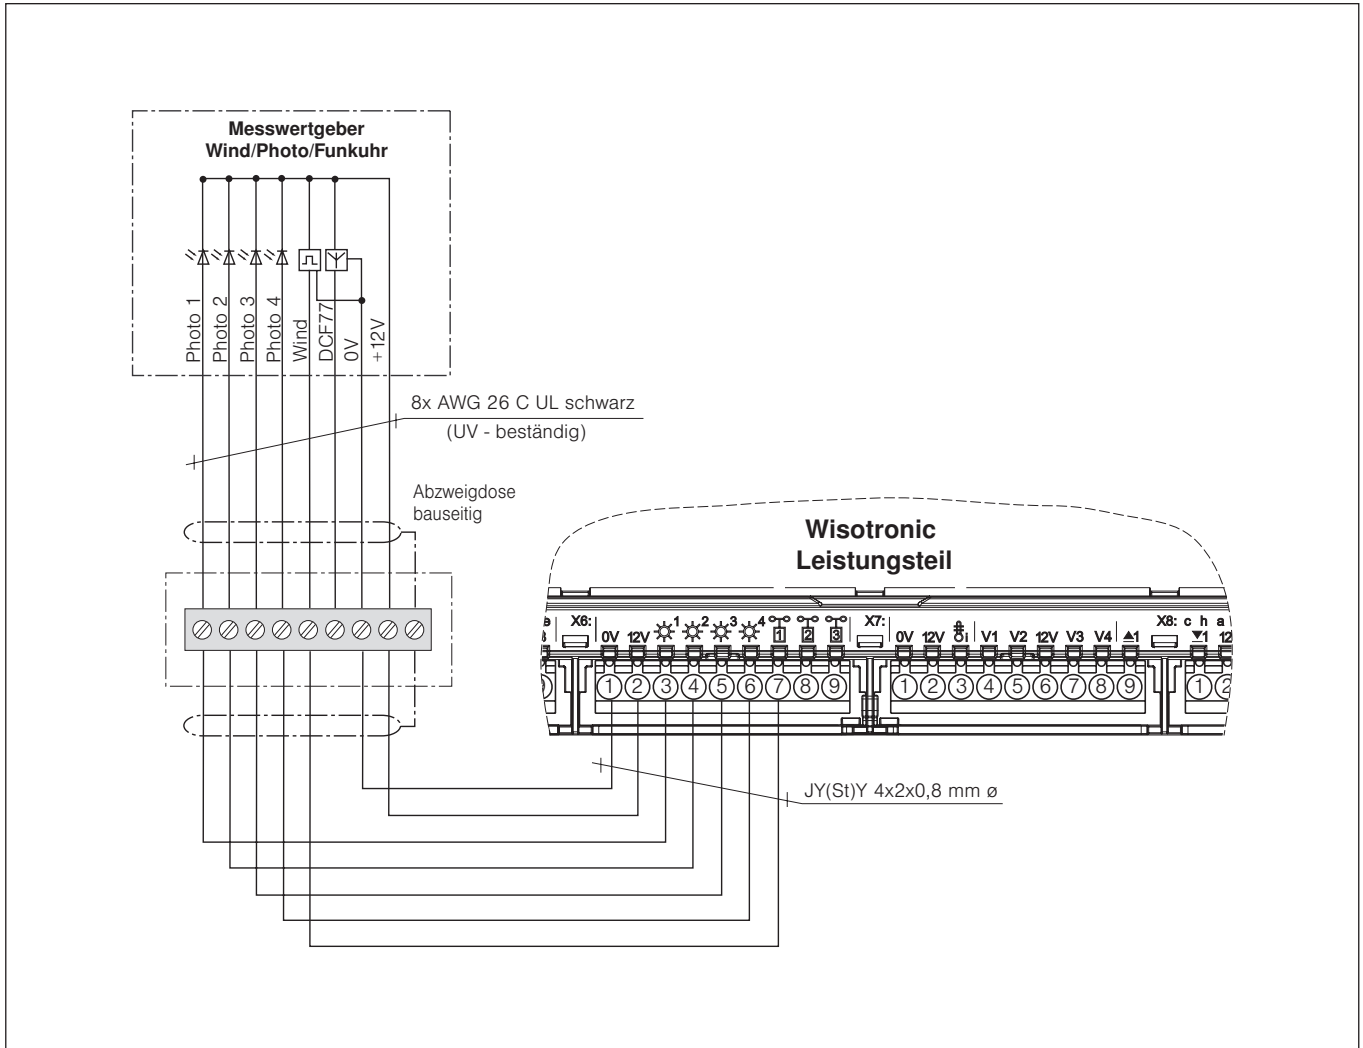 Messwertgeber
Wind/Photo/Funkuhr
Photo 1
Photo 2
Photo 3
Photo 4
Wind
DCF77
0V
+12V
8x AWG 26 C UL schwarz
(UV - beständig)
Abzweigdose
bauseitig
Wisotronic
Leistungsteil
X6:
0V 12V 1 2 3 4 1 2 3
1 2 3 4 5 6 7 8 9
X7:
0V 12V i V1 V2 12V V3 V4 ▲1
1 2 3 4 5 6 7 8 9
X8: c h a
▼1 12
1 2
JY(St)Y 4x2x0,8 mm ø